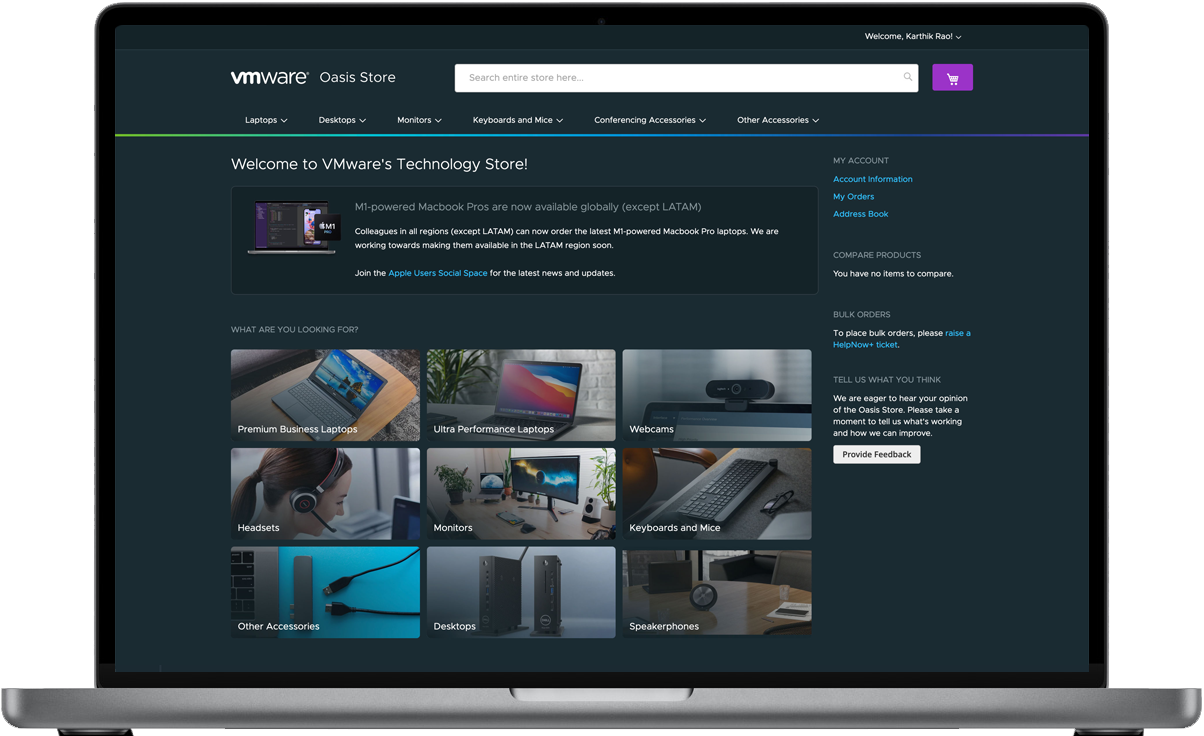 Welcome, Karthik Rao!
vmware® Oasis Store
Search entire store here...
Laptops Desktops Monitors Keyboards and Mice Conferencing Accessories Other Accessories
Welcome to VMware's Technology Store!
M1-powered Macbook Pros are now available globally (except LATAM)
M1
PRO
Colleagues in all regions (except LATAM) can now order the latest M1-powered Macbook Pro laptops. We are
working towards making them available in the LATAM region soon.
Join the Apple Users Social Space for the latest news and updates.
WHAT ARE YOU LOOKING FOR?
Premium Business Laptops
Ultra Performance Laptops
Webcams
Headsets
Monitors
Keyboards and Mice
Other Accessories
Desktops
Speakerphones
MY ACCOUNT
Account Information
My Orders
Address Book
COMPARE PRODUCTS
You have no items to compare.
BULK ORDERS
To place bulk orders, please raise a
HelpNow+ ticket.
TELL US WHAT YOU THINK
We are eager to hear your opinion
of the Oasis Store. Please take a
moment to tell us what's working
and how we can improve.
Provide Feedback